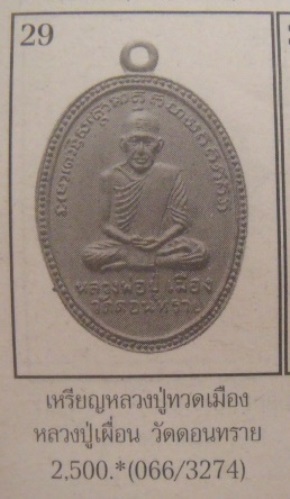 29
หลวงพ่อปู่ เมือง
วัดดอนทราย
เหรียญหลวงปู่ทวดเมือง
หลวงปู่เผื่อน วัดดอนทราย
2,500.*(066/3274)